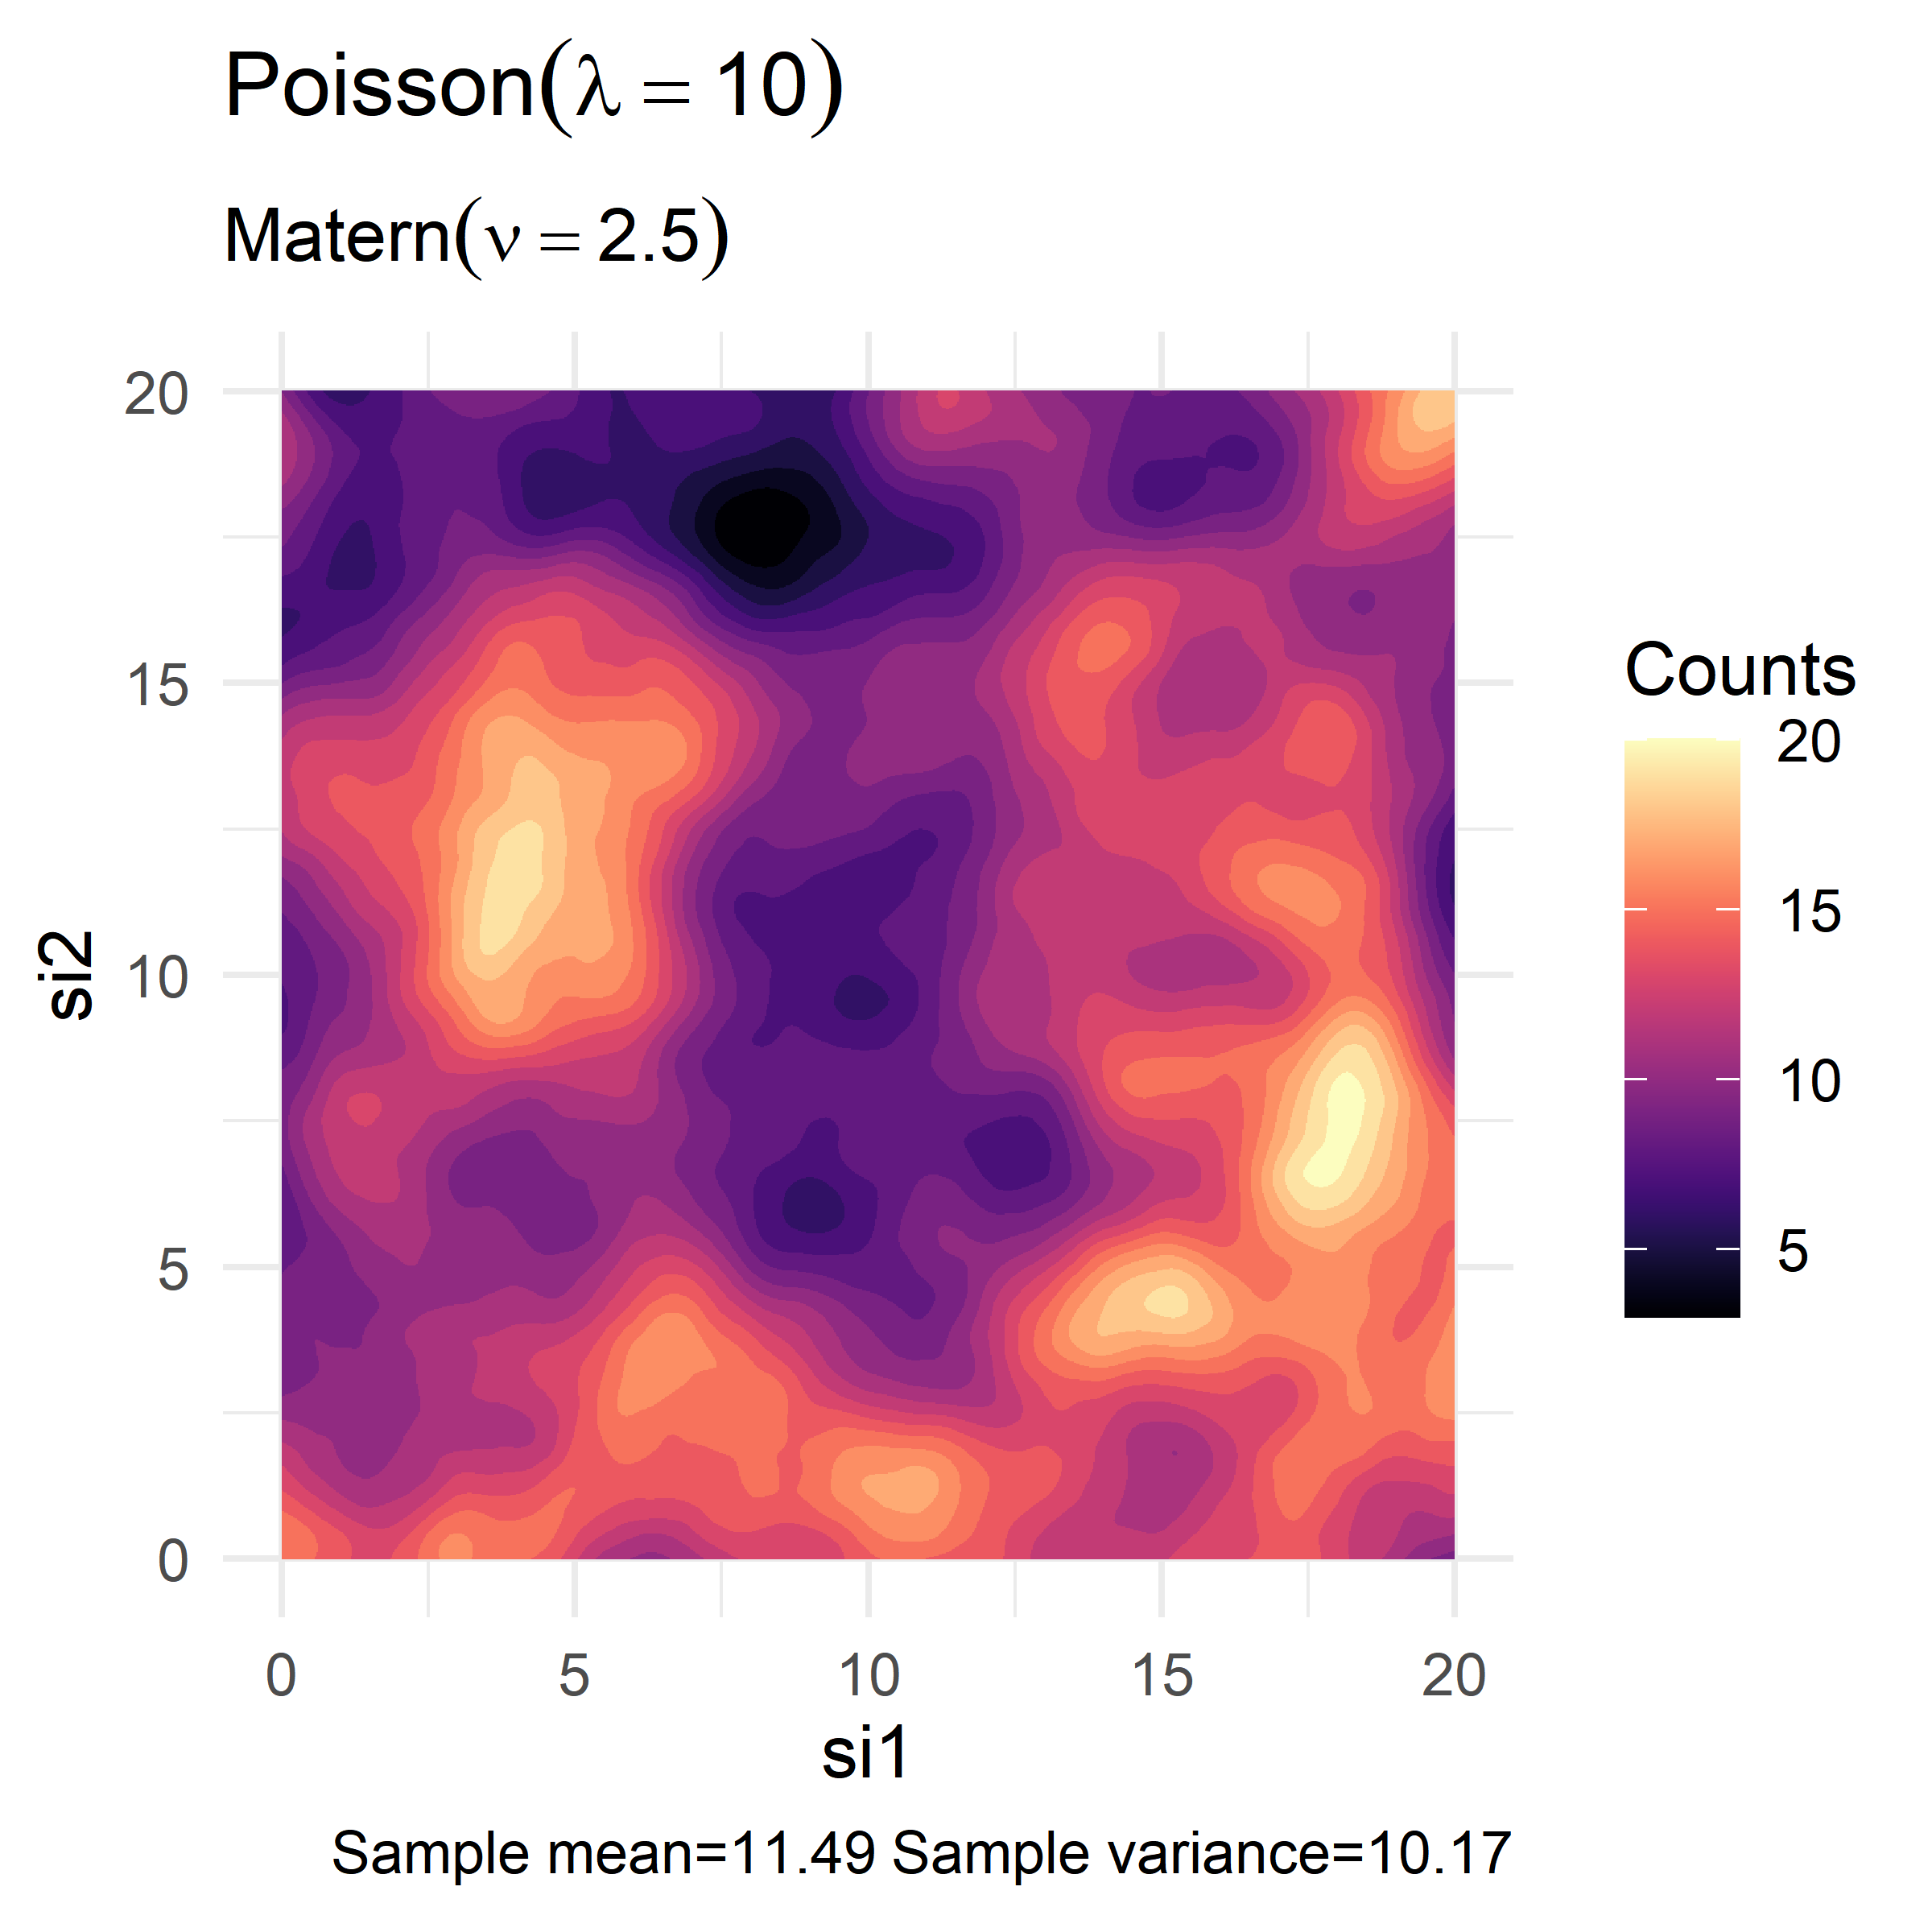 Poisson(λ = 10)
Matern(ν = 2.5)
20
15
10
5
0
si2
0 5 10 15 20
si1
Counts
20
15
10
5
Sample mean=11.49 Sample variance=10.17